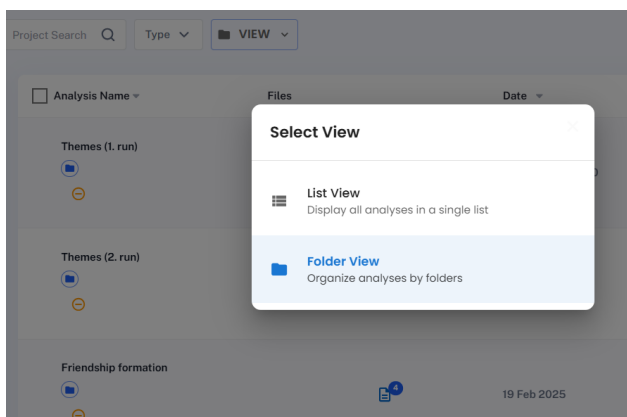 Project Search
Type
VIEW
Analysis Name
Files
Date
Themes (1. run)
Select View
List View
Display all analyses in a single list
Themes (2. run)
Folder View
Organize analyses by folders
Friendship formation
4
19 Feb 2025